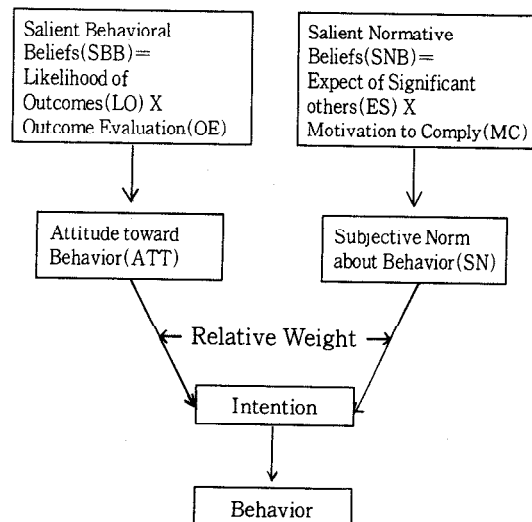 Salient Behavioral
Beliefs(SBB)=
Likelihood of
Outcomes(LO) X
Outcome Evaluation(OE)
Salient Normative
Beliefs(SNB)=
Expect of Significant
others(ES) X
Motivation to Comply(MC)
Attitude toward
Behavior(ATT)
Subjective Norm
about Behavior(SN)
Relative Weight
Intention
Behavior